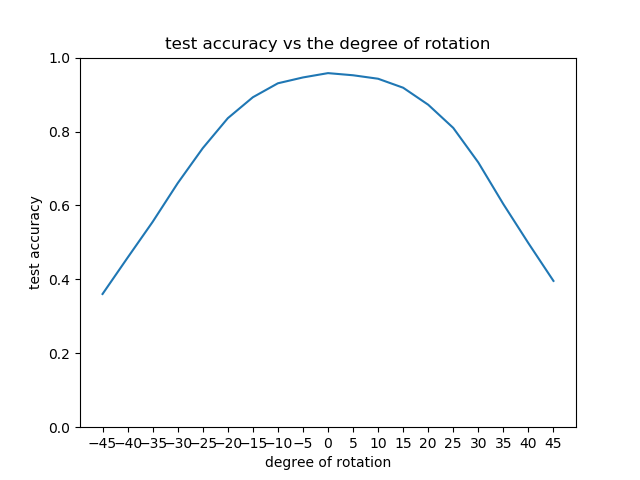 test accuracy vs the degree of rotation
1.0
0.8
0.6
0.4
0.2
0.0
test accuracy
−45 −40 −35 −30 −25 −20 −15 −10 −5 0 5 10 15 20 25 30 35 40 45
degree of rotation